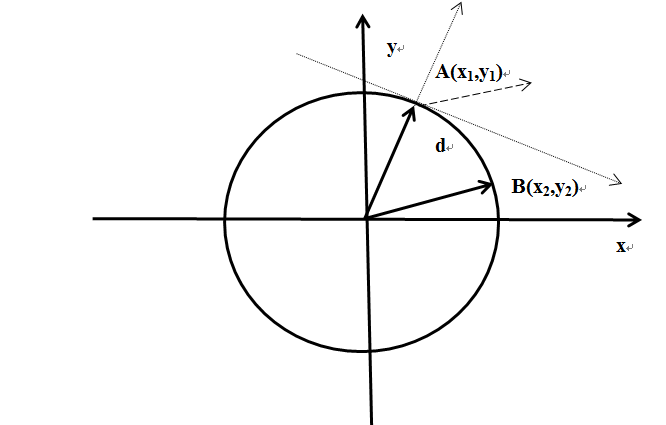 y
A(x₁,y₁)
d
B(x₂,y₂)
x